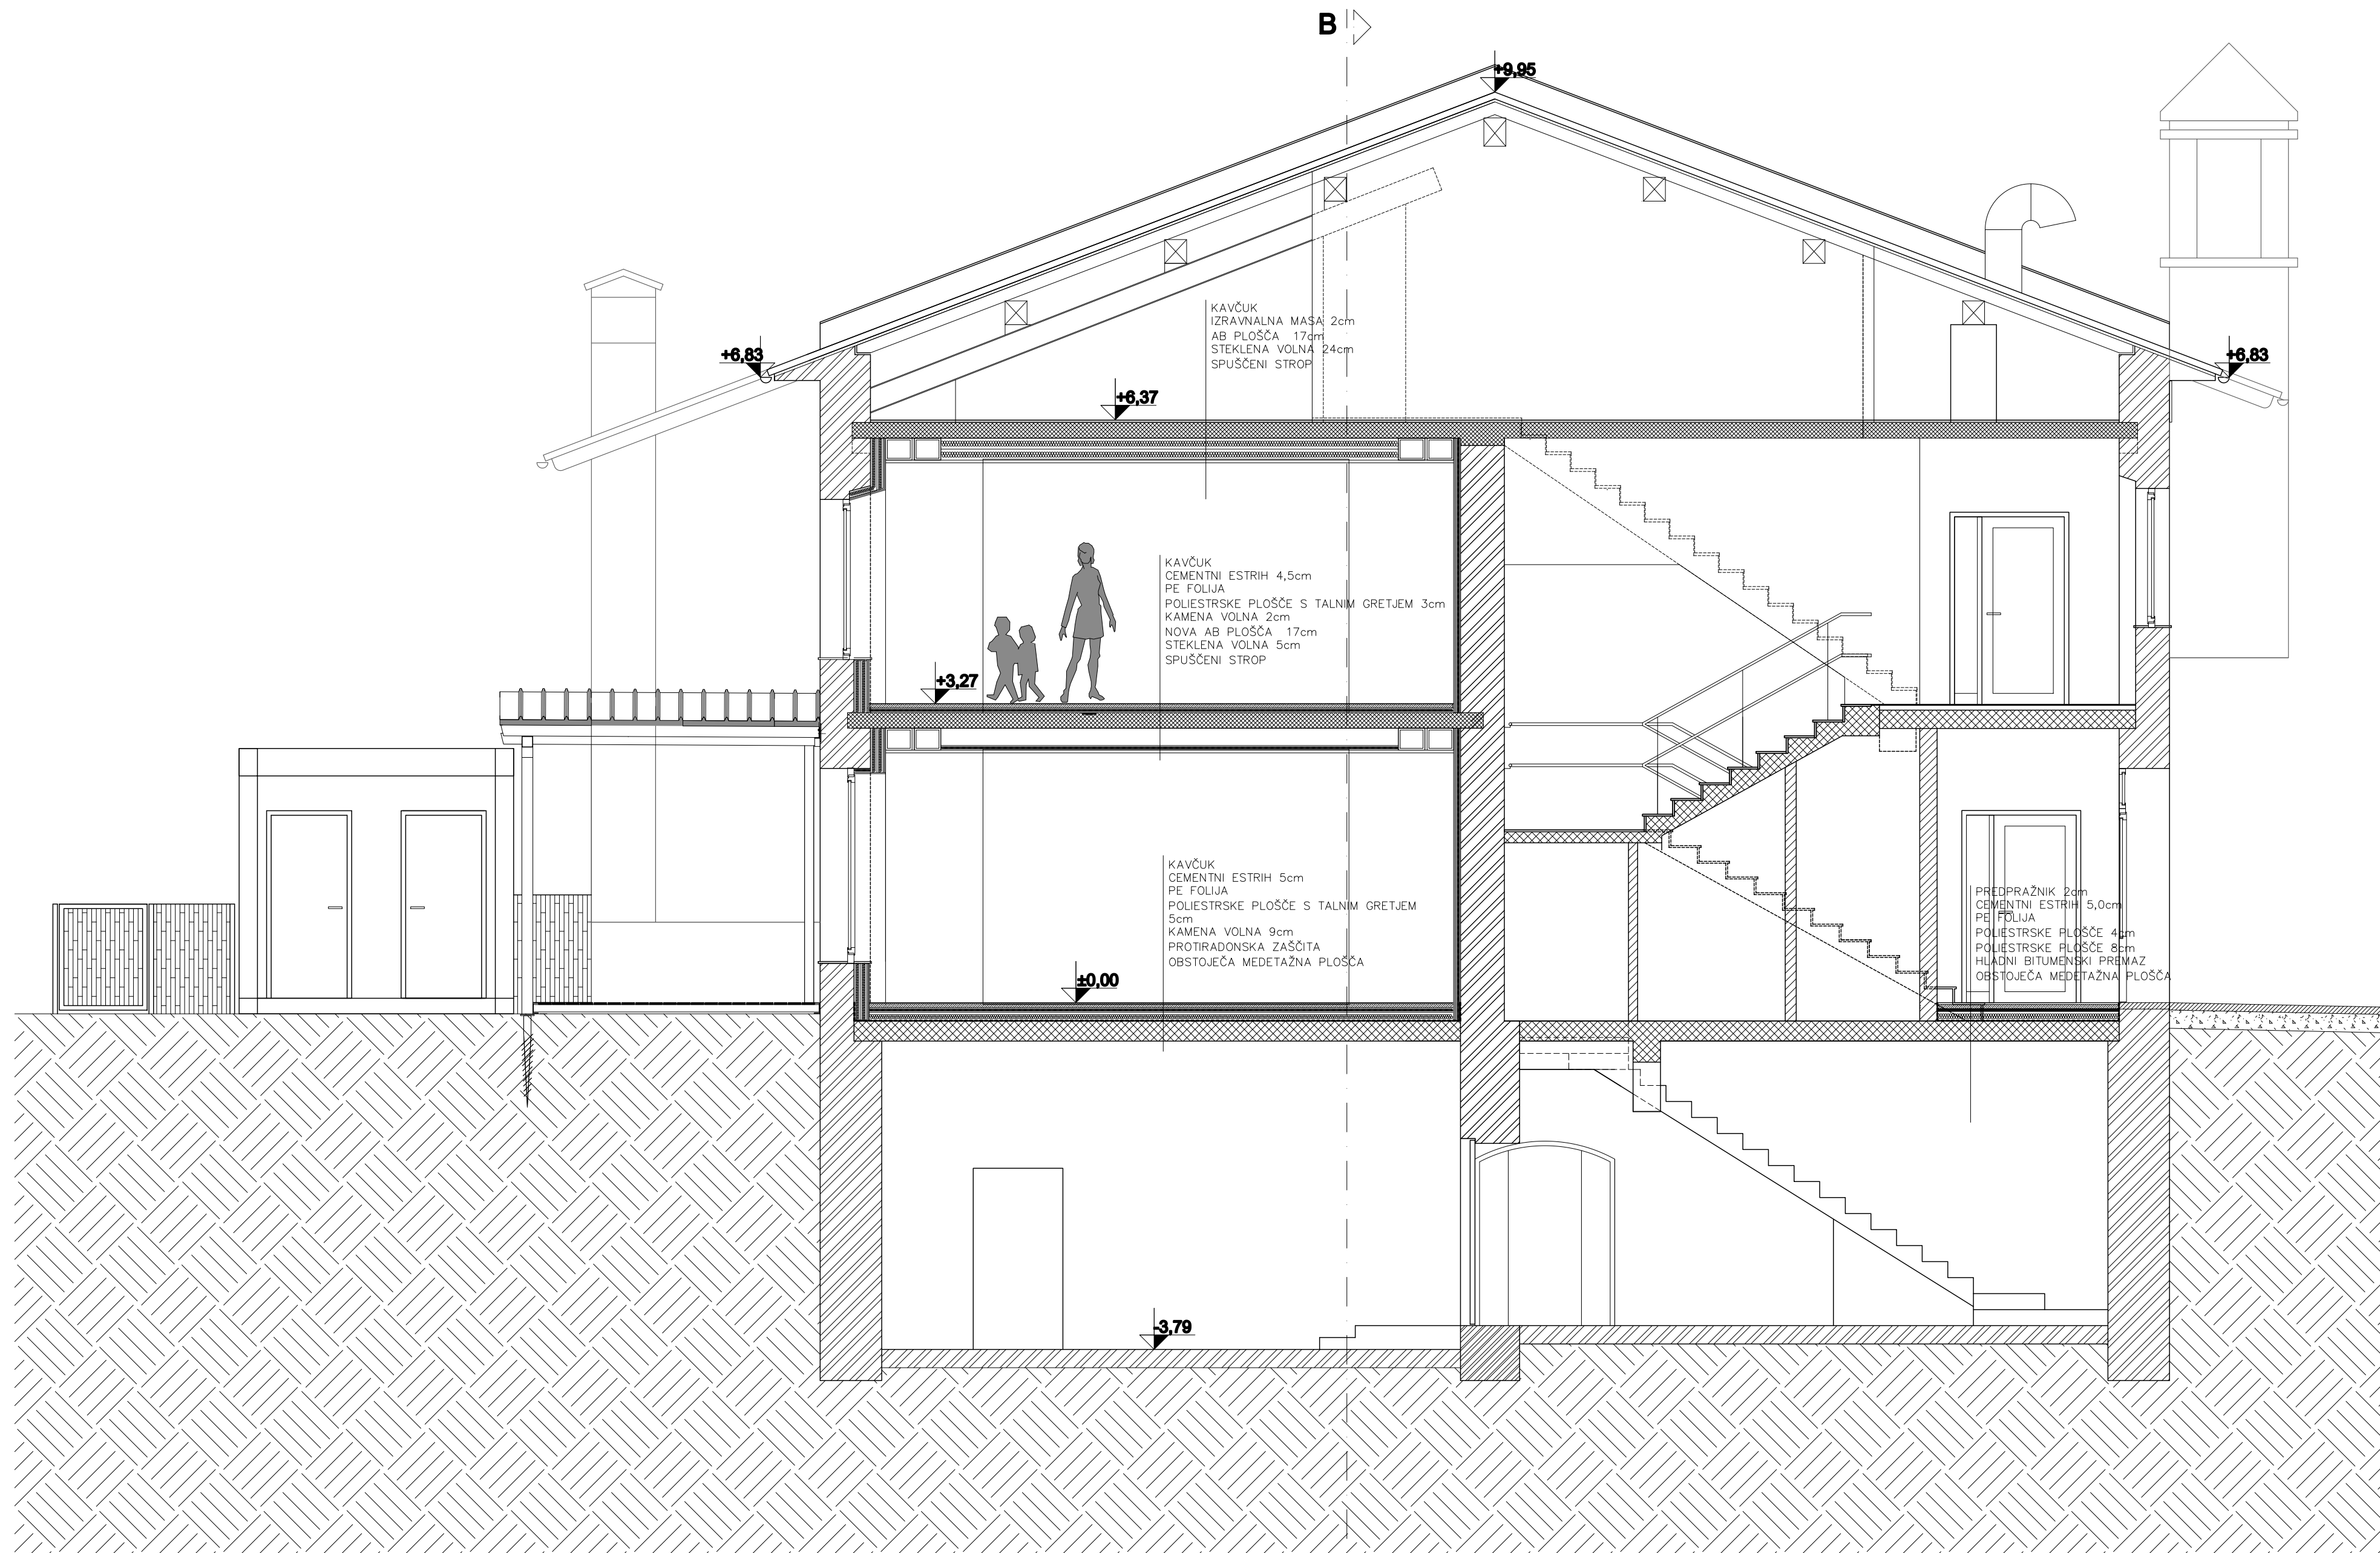 B
+9,95
KAVČUK
IZRAVNALNA MASA 2cm
AB PLOŠČA 17cm
STEKLENA VOLNA 24cm
SPUŠČENI STROP
+6,83
+6,83
+6,37
KAVČUK
CEMENTNI ESTRIH 4,5cm
PE FOLIJA
POLIESTRSKE PLOŠČE S TALNIM GRETJEM 3cm
KAMENA VOLNA 2cm
NOVA AB PLOŠČA 17cm
STEKLENA VOLNA 5cm
SPUŠČENI STROP
+3,27
KAVČUK
CEMENTNI ESTRIH 5cm
PE FOLIJA
POLIESTRSKE PLOŠČE S TALNIM GRETJEM
5cm
KAMENA VOLNA 9cm
PROTIRADONSKA ZAŠČITA
OBSTOJEČA MEDETAŽNA PLOŠČA
PREDPRAŽNIK 2cm
CEMENTNI ESTRIH 5,0cm
PE FOLIJA
POLIESTRSKE PLOŠČE 4cm
POLIESTRSKE PLOŠČE 8cm
HLADNI BITUMENSKI PREMAZ
OBSTOJEČA MEDETAŽNA PLOŠČA
±0,00
-3,79